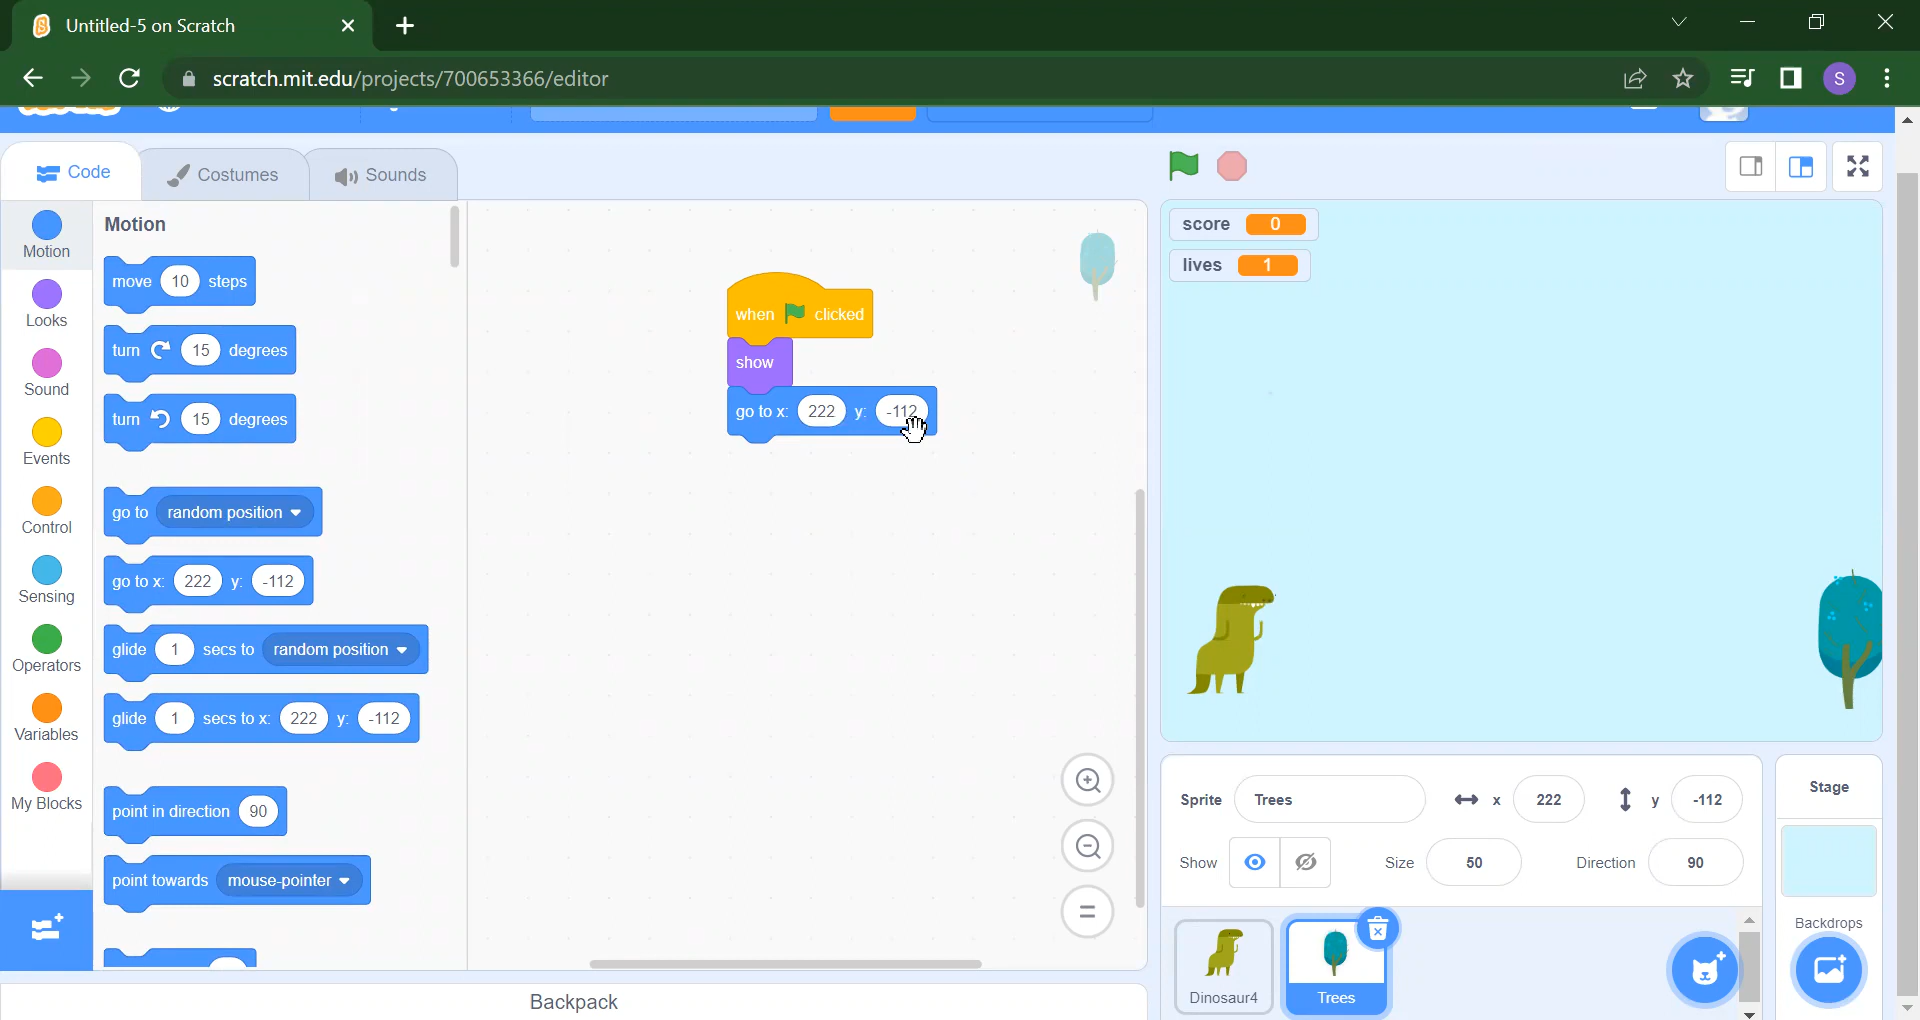 Untitled-5 on Scratch
scratch.mit.edu/projects/700653366/editor
S
Code
Costumes
Sounds
Motion
Looks
Sound
Events
Control
Sensing
Operators
Variables
My Blocks
Motion
move 10 steps
turn 15 degrees
turn 15 degrees
go to random position
go to x: 222 y: -112
glide 1 secs to random position
glide 1 secs to x: 222 y: -112
point in direction 90
point towards mouse-pointer
when clicked
show
go to x: 222 y: -112
score 0
lives 1
Sprite Trees x 222 y -112
Show Size 50 Direction 90
Dinosaur4
Trees
Stage
Backdrops
Backpack